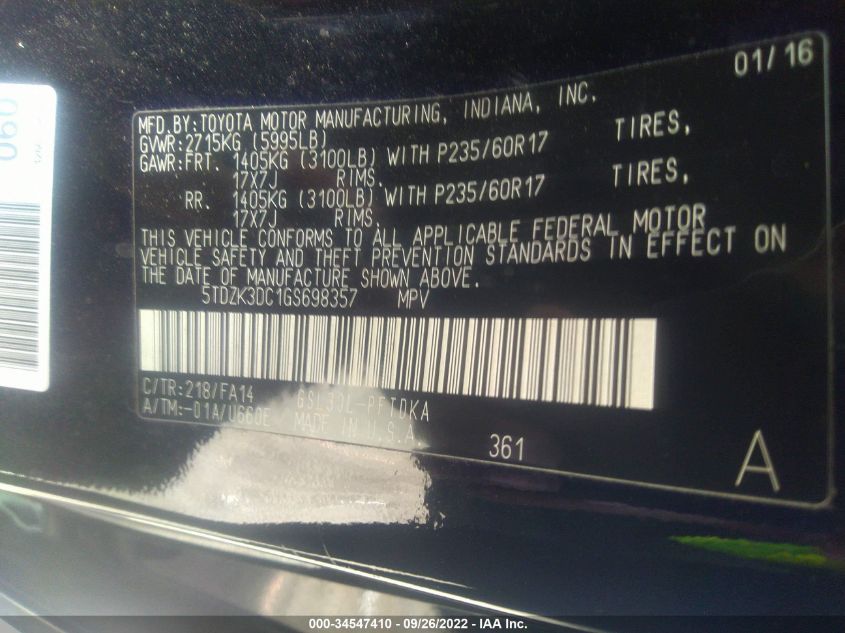 01/16
MFD.BY:TOYOTA MOTOR MANUFACTURING, INDIANA, INC.
GVWR:2715KG (5995LB)
GAWR:FRT. 1405KG (3100LB) WITH P235/60R17 TIRES,
17X7J RIMS.
RR. 1405KG (3100LB) WITH P235/60R17 TIRES,
17X7J RIMS.
THIS VEHICLE CONFORMS TO ALL APPLICABLE FEDERAL MOTOR
VEHICLE SAFETY AND THEFT PREVENTION STANDARDS IN EFFECT ON
THE DATE OF MANUFACTURE SHOWN ABOVE.
5TDZK3DC1GS698357 MPV
C/TR:218/FA14 GSL30L-PFTDKA
A/TM:-01A/U660E MADE IN U.S.A.
361
A
060
000-34547410 - 09/26/2022 - IAA Inc.